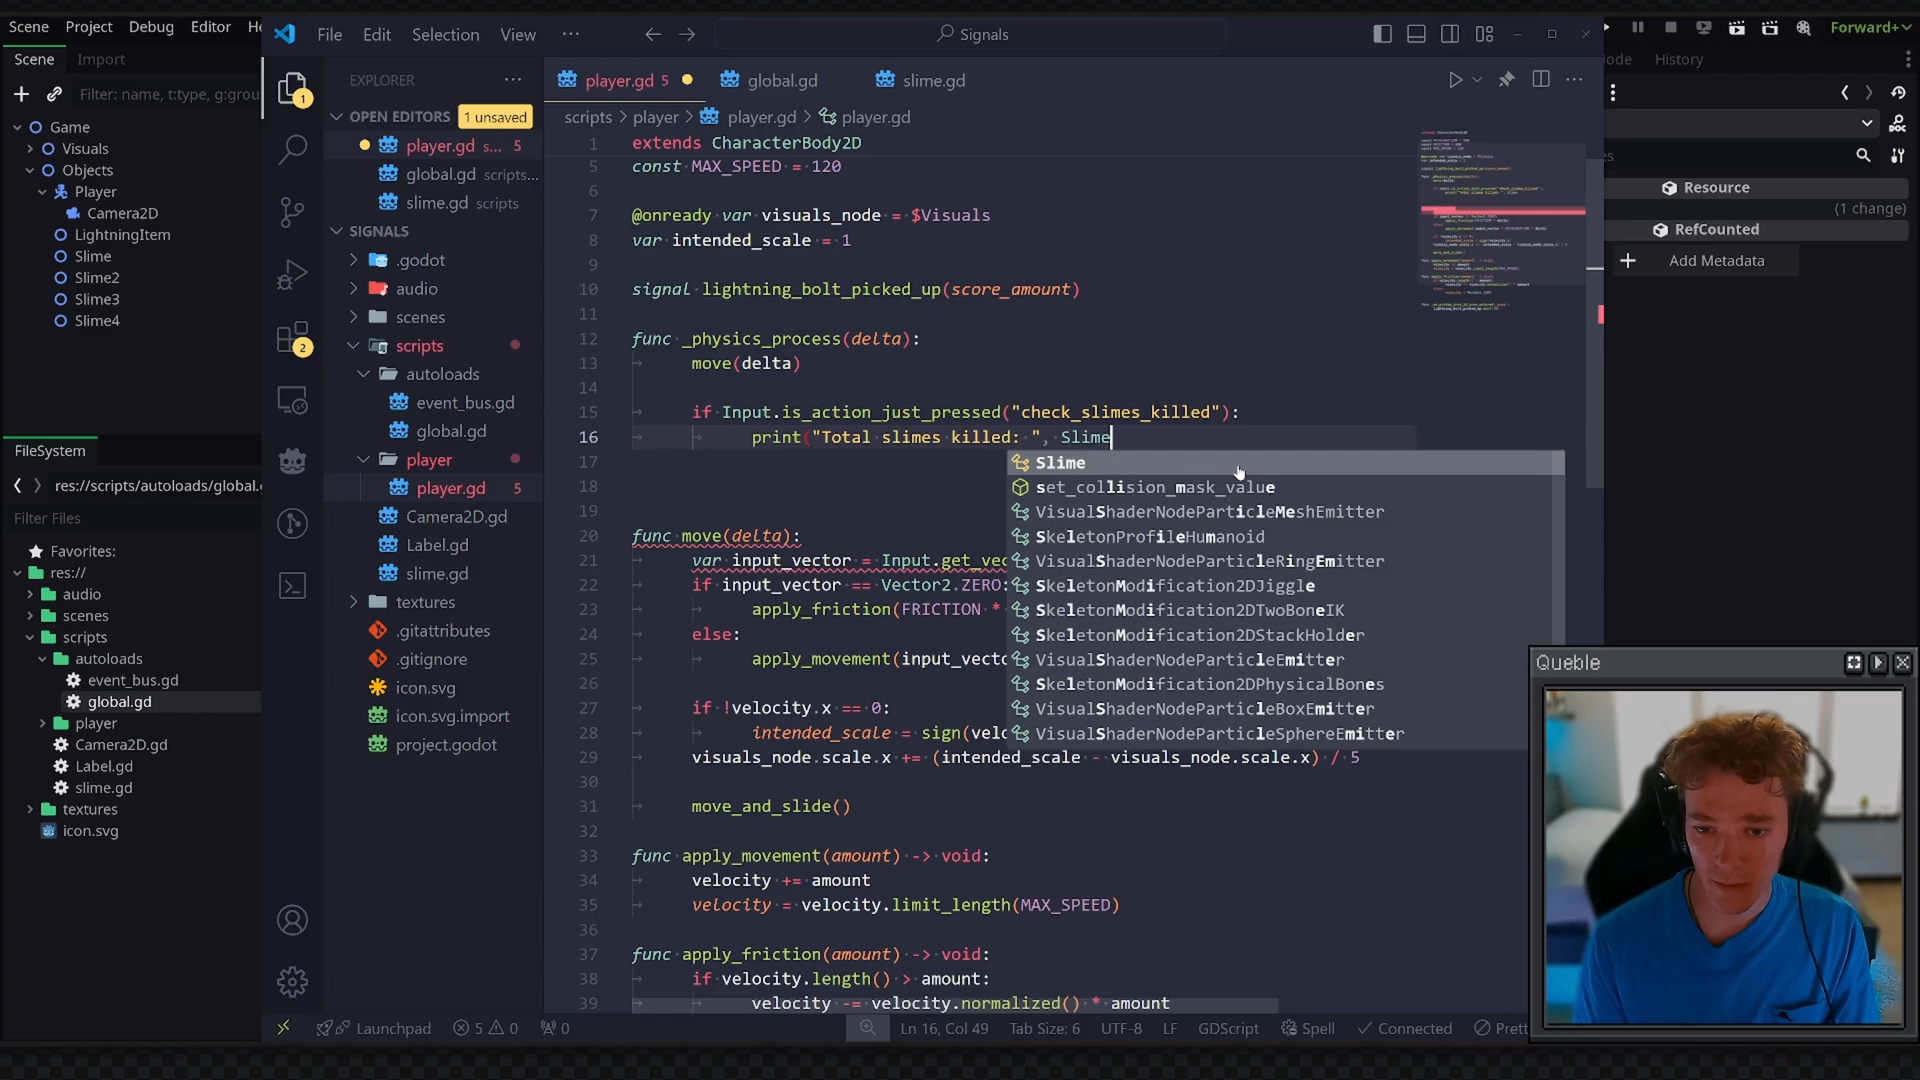 Scene Project Debug Editor He
Scene Import
Filter: name, t:type, g:grou
Game
Visuals
Objects
Player
Camera2D
LightningItem
Slime
Slime2
Slime3
Slime4
FileSystem
res://scripts/autoloads/global.g
Filter Files
Favorites:
res://
audio
scenes
scripts
autoloads
event_bus.gd
global.gd
player
Camera2D.gd
Label.gd
slime.gd
textures
icon.svg
File Edit Selection View ··· Signals
1
2
EXPLORER ···
OPEN EDITORS 1 unsaved
player.gd s... 5
global.gd scripts...
slime.gd scripts
SIGNALS
.godot
audio
scenes
scripts
autoloads
event_bus.gd
global.gd
player
player.gd 5
Camera2D.gd
Label.gd
slime.gd
textures
.gitattributes
.gitignore
icon.svg
icon.svg.import
project.godot
player.gd 5 global.gd slime.gd
scripts > player > player.gd > player.gd
1 extends CharacterBody2D
5 const MAX_SPEED = 120
6
7 @onready var visuals_node = $Visuals
8 var intended_scale = 1
9
10 signal lightning_bolt_picked_up(score_amount)
11
12 func _physics_process(delta):
13 move(delta)
14
15 if Input.is_action_just_pressed("check_slimes_killed"):
16 print("Total slimes killed: ", Slime
17
18
19
20 func move(delta):
21 var input_vector = Input.get_vec
22 if input_vector == Vector2.ZERO:
23 apply_friction(FRICTION *
24 else:
25 apply_movement(input_vecto
26
27 if !velocity.x == 0:
28 intended_scale = sign(velo
29 visuals_node.scale.x += (intended_scale - visuals_node.scale.x) / 5
30
31 move_and_slide()
32
33 func apply_movement(amount) -> void:
34 velocity += amount
35 velocity = velocity.limit_length(MAX_SPEED)
36
37 func apply_friction(amount) -> void:
38 if velocity.length() > amount:
39 velocity -= velocity.normalized() * amount
Slime
set_collision_mask_value
VisualShaderNodeParticleMeshEmitter
SkeletonProfileHumanoid
VisualShaderNodeParticleRingEmitter
SkeletonModification2DJiggle
SkeletonModification2DTwoBoneIK
SkeletonModification2DStackHolder
VisualShaderNodeParticleEmitter
SkeletonModification2DPhysicalBones
VisualShaderNodeParticleBoxEmitter
VisualShaderNodeParticleSphereEmitter
Launchpad 5 0 0 Ln 16, Col 49 Tab Size: 6 UTF-8 LF GDScript Spell Connected Prett
Forward+
ode History
es
Resource
(1 change)
RefCounted
Add Metadata
Queble